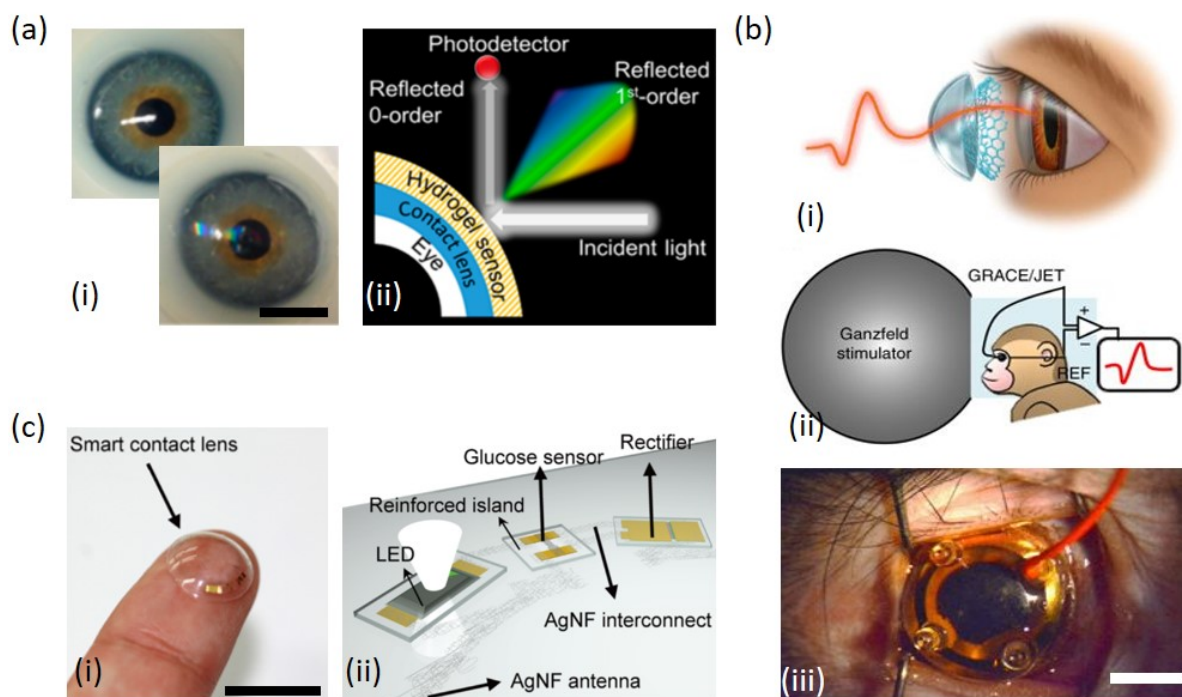 (a)
(i)
(ii)
Photodetector
Reflected
0-order
Reflected
1st-order
Hydrogel sensor
Contact lens
Eye
Incident light
(b)
(i)
GRACE/JET
Ganzfeld
stimulator
+
−
REF
(ii)
(iii)
(c)
Smart contact lens
(i)
Rectifier
Glucose sensor
Reinforced island
LED
AgNF interconnect
(ii)
AgNF antenna